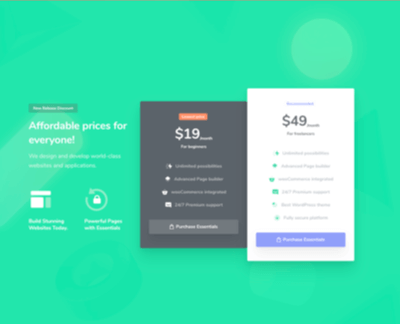 New Release Discount
Affordable prices for
everyone!
We design and develop world-class
websites and applications
Build Stunning
Websites Today.
Powerful Pages
with Essentials
$19/month
For beginners
Unlimited possibilities
Advanced Page builder
wooCommerce Integrated
24/7 Premium support
Purchase Essentials
Recommended
$49/month
For freelancers
Unlimited possibilities
Advanced Page builder
wooCommerce Integrated
24/7 Premium support
Best WordPress theme
Fully secure platform
Purchase Essentials